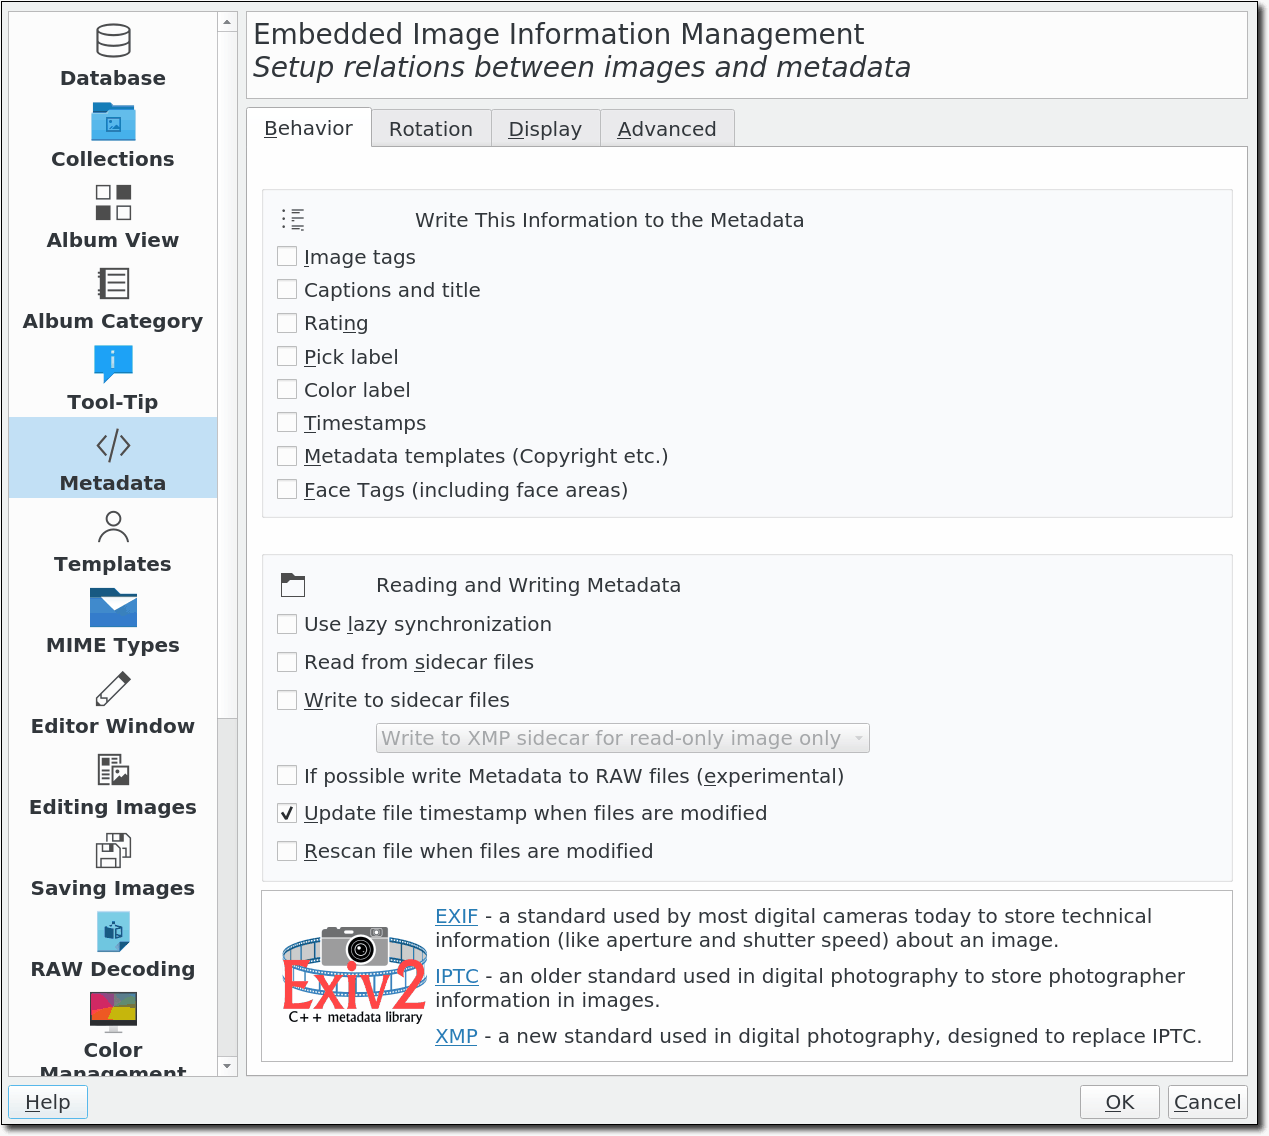 Database
Collections
Album View
Album Category
Tool-Tip
Metadata
Templates
MIME Types
Editor Window
Editing Images
Saving Images
RAW Decoding
Color
Management
Embedded Image Information Management
Setup relations between images and metadata
Behavior Rotation Display Advanced
Write This Information to the Metadata
Image tags
Captions and title
Rating
Pick label
Color label
Timestamps
Metadata templates (Copyright etc.)
Face Tags (including face areas)
Reading and Writing Metadata
Use lazy synchronization
Read from sidecar files
Write to sidecar files
Write to XMP sidecar for read-only image only
If possible write Metadata to RAW files (experimental)
Update file timestamp when files are modified
Rescan file when files are modified
Exiv2
C++ metadata library
EXIF - a standard used by most digital cameras today to store technical
information (like aperture and shutter speed) about an image.
IPTC - an older standard used in digital photography to store photographer
information in images.
XMP - a new standard used in digital photography, designed to replace IPTC.
Help OK Cancel